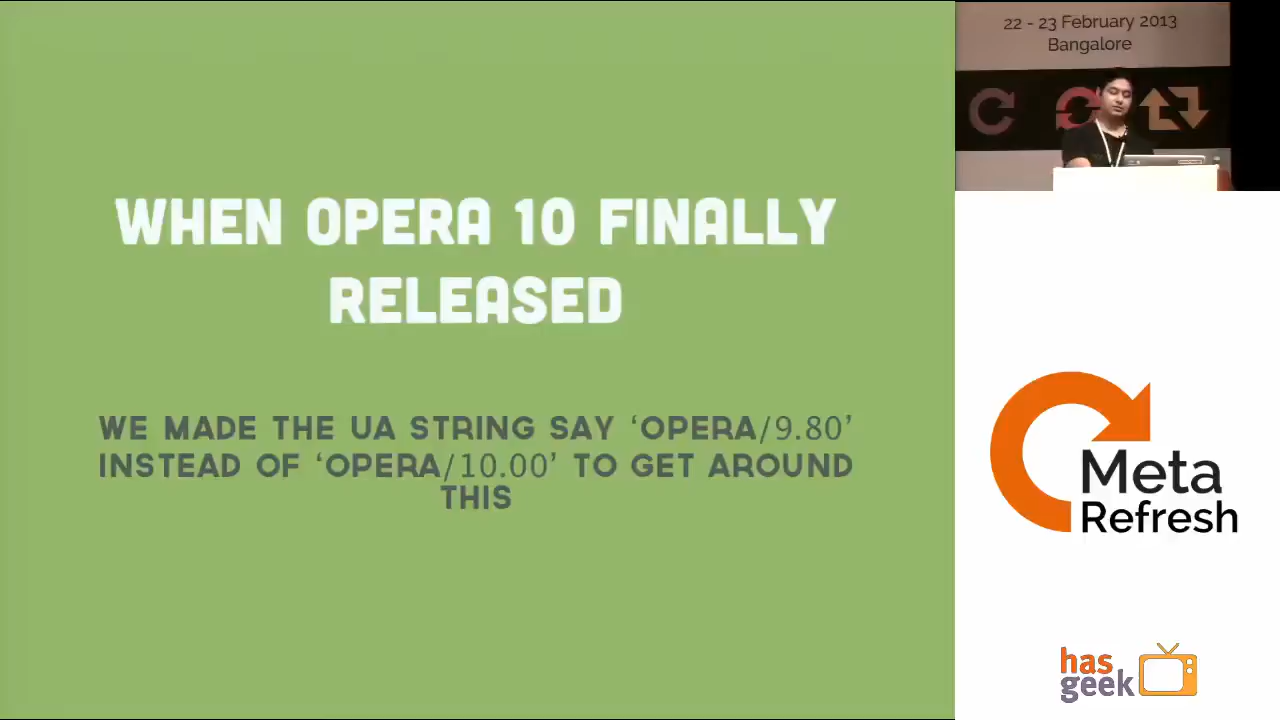 WHEN OPERA 10 FINALLY
RELEASED
WE MADE THE UA STRING SAY ‘OPERA/9.80’
INSTEAD OF ‘OPERA/10.00’ TO GET AROUND
THIS
22 - 23 February 2013
Bangalore
Meta
Refresh
has
geek